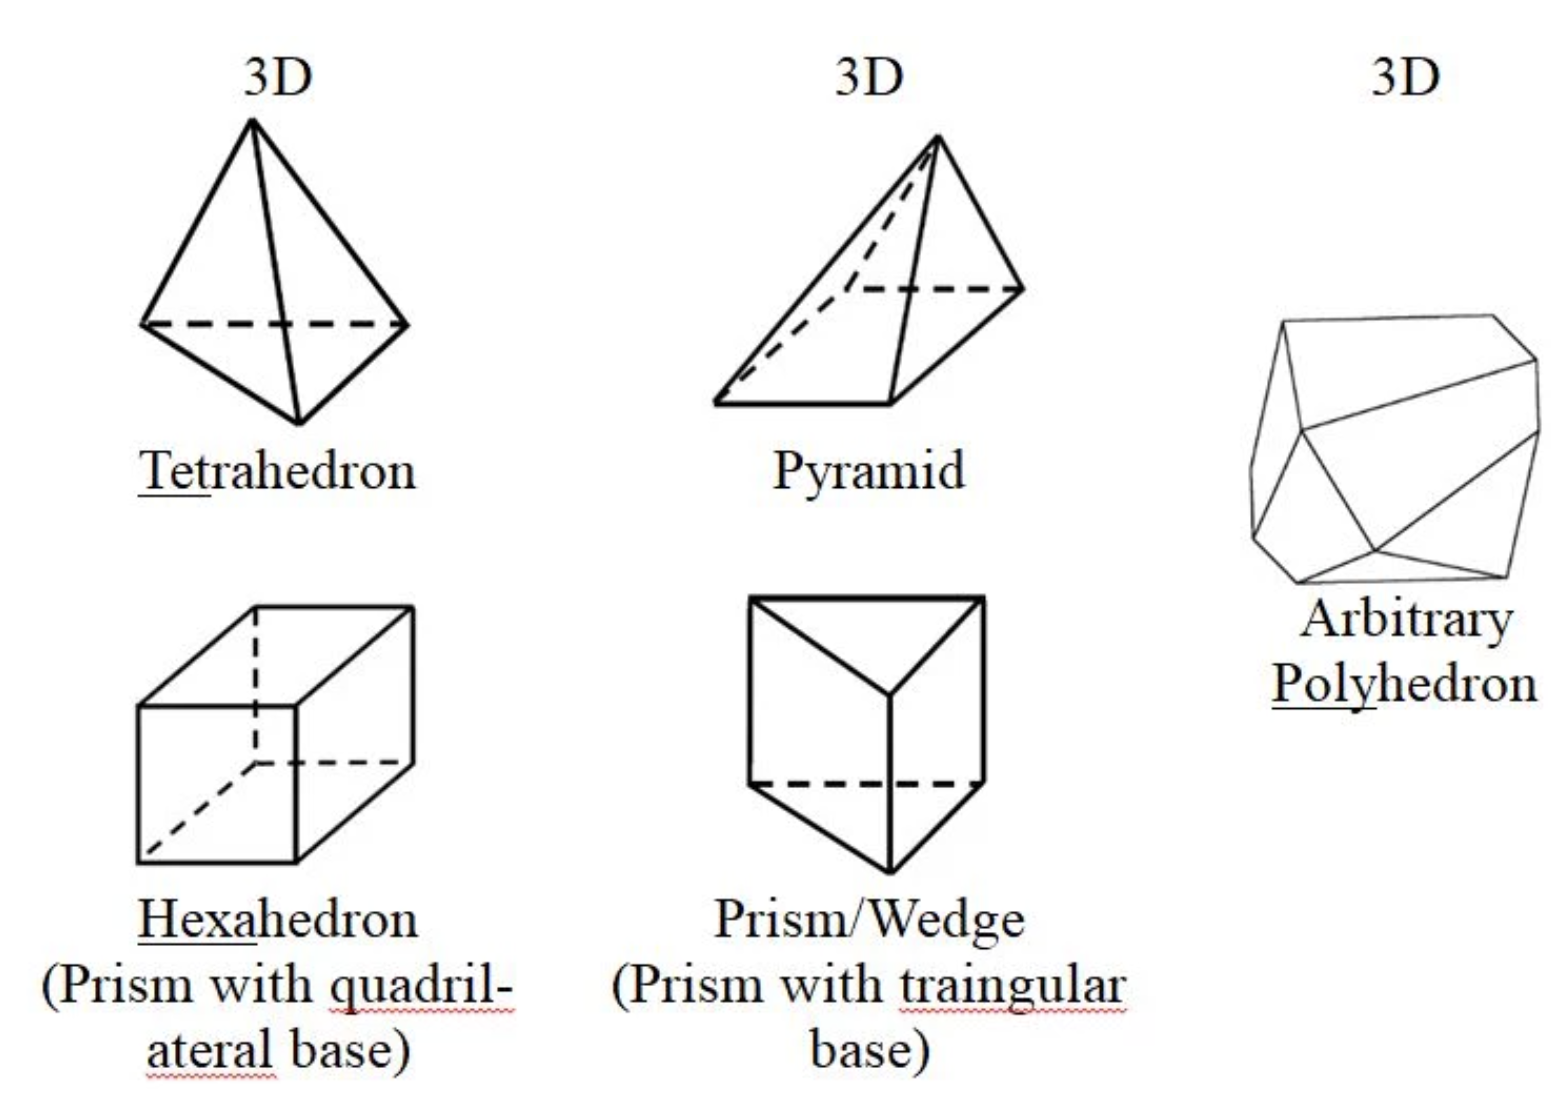 3D
3D
3D
Tetrahedron
Pyramid
Arbitrary
Polyhedron
Hexahedron
(Prism with quadril-
ateral base)
Prism/Wedge
(Prism with traingular
base)